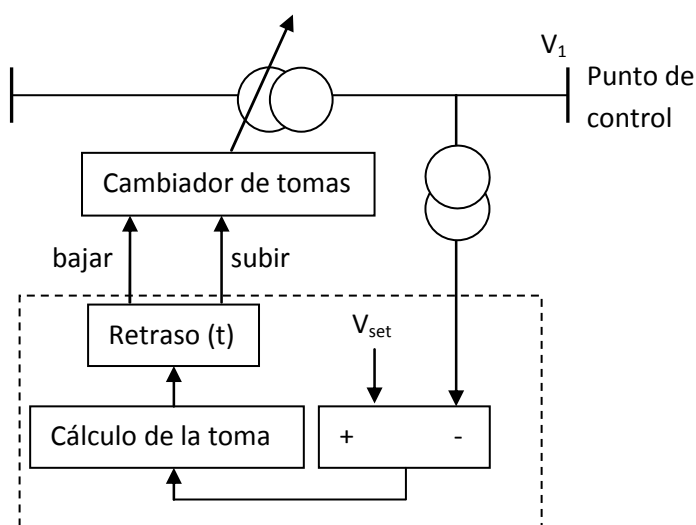 V₁
Punto de
control
Cambiador de tomas
bajar
subir
Retraso (t)
Vset
Cálculo de la toma
+ -